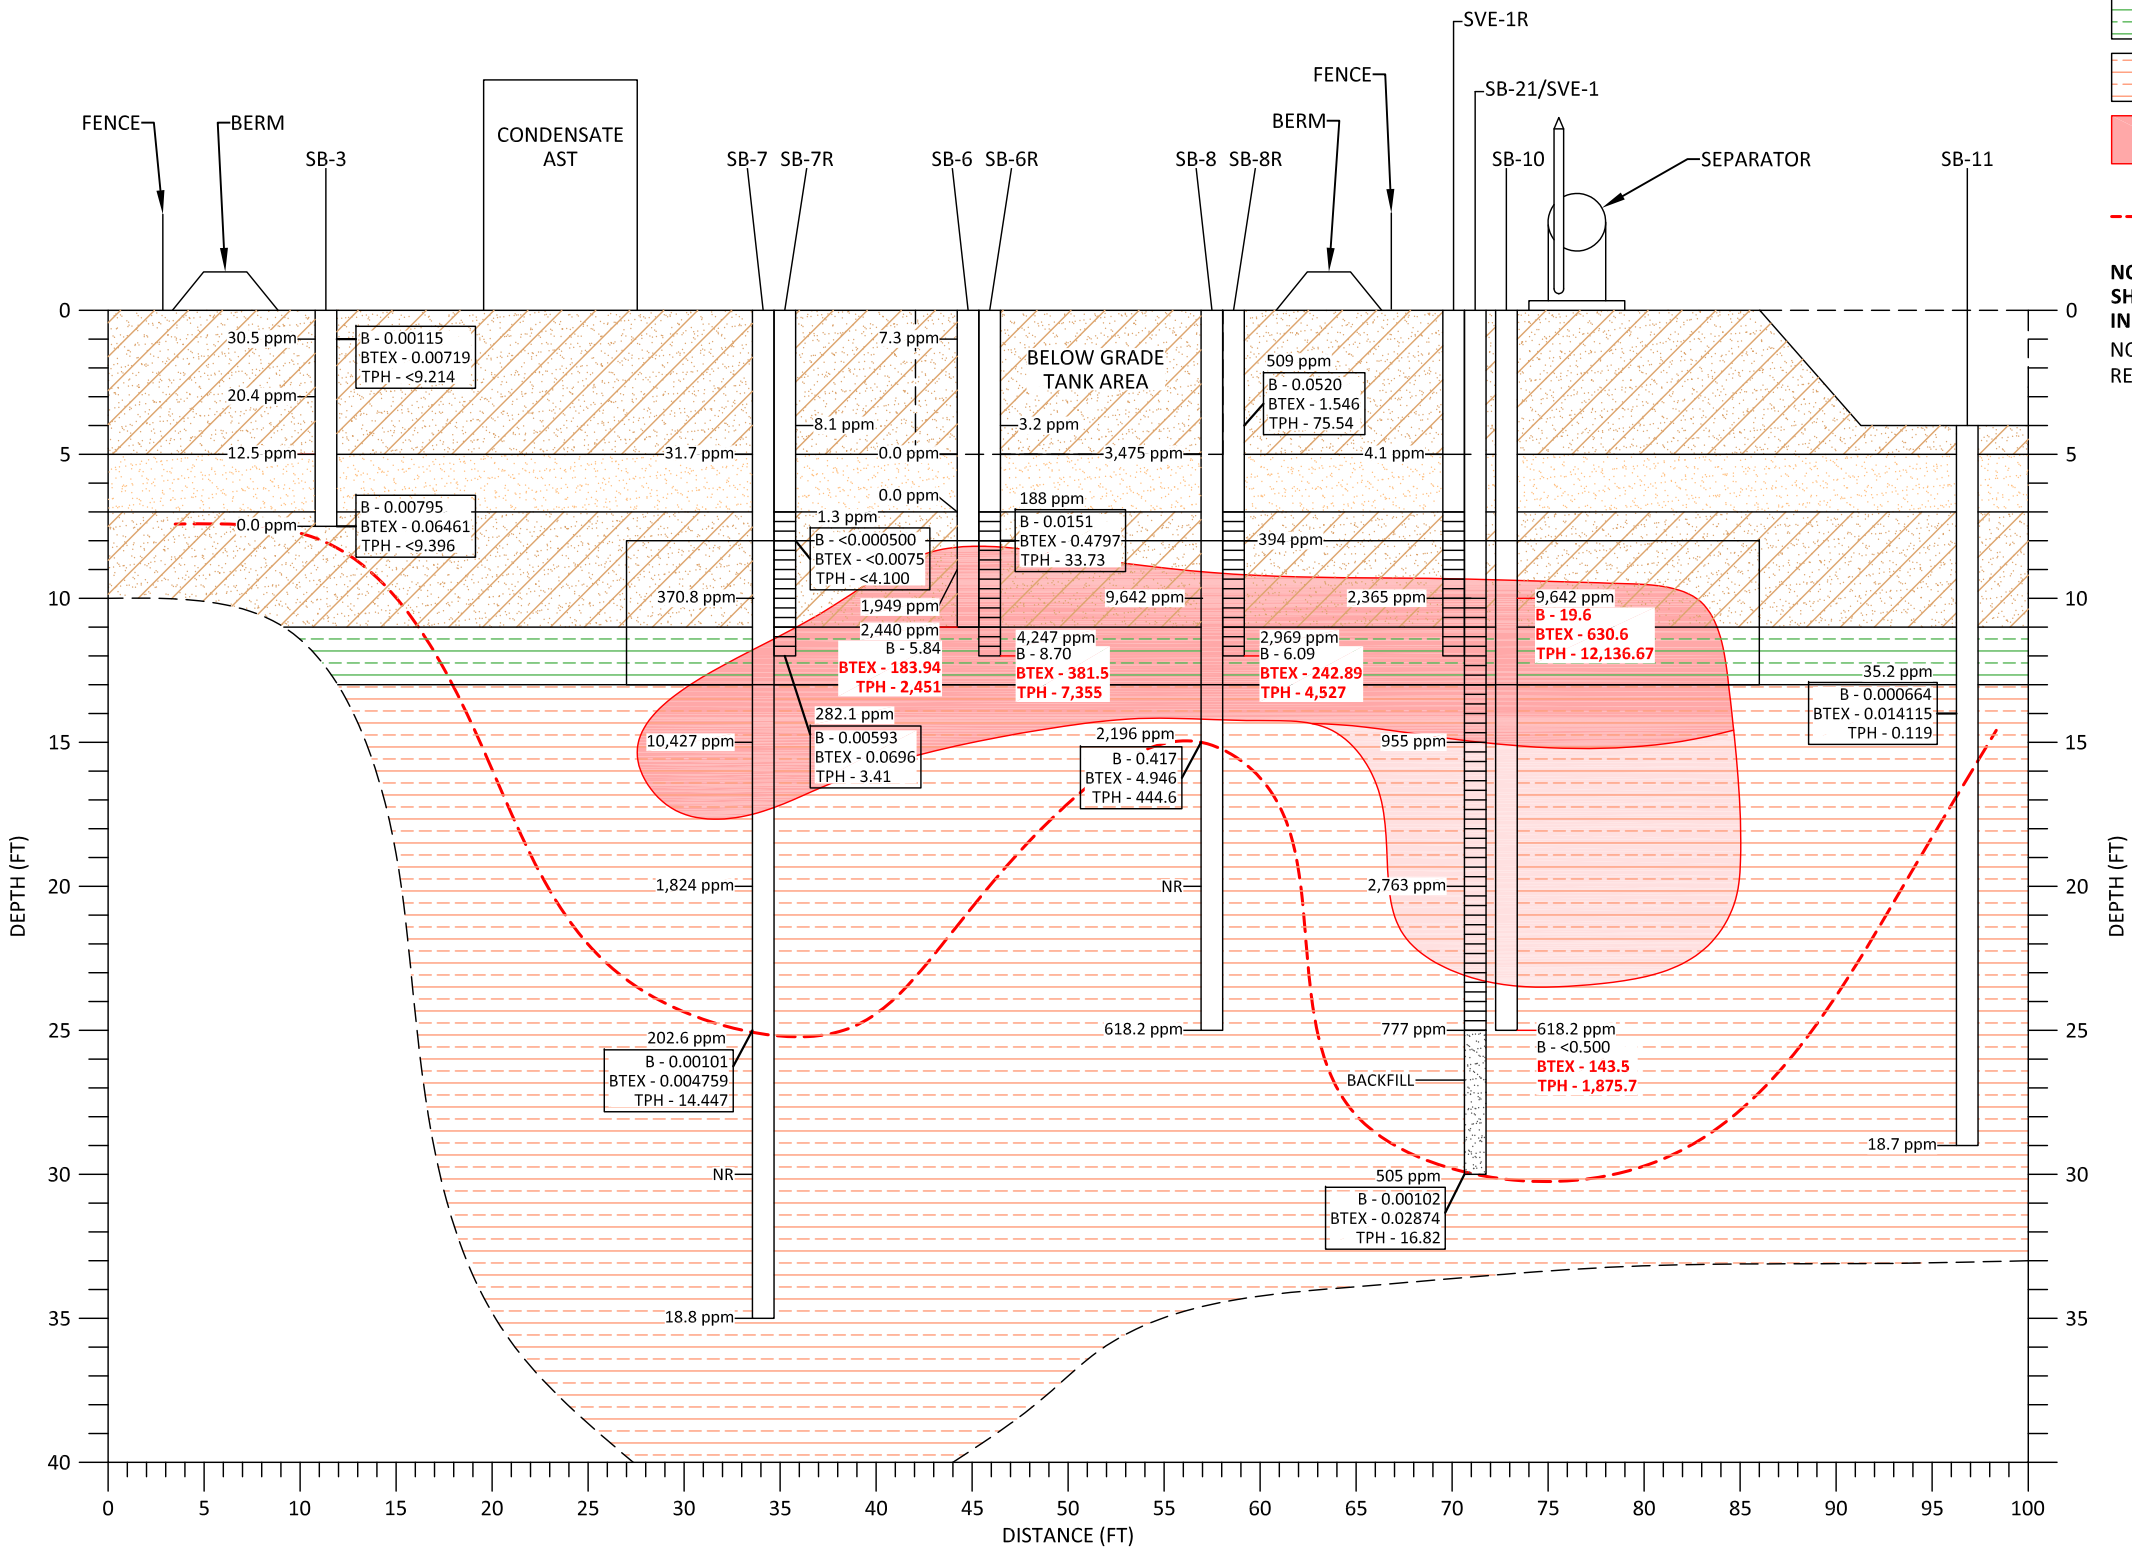 SVE-1R
FENCE
SB-21/SVE-1
FENCE
BERM
BERM
CONDENSATE
AST
SB-3
SB-7
SB-7R
SB-6
SB-6R
SB-8
SB-8R
SB-10
SEPARATOR
SB-11
NO
SH
IN
NO
RE
0
5
10
15
20
25
30
35
40
DEPTH (FT)
30.5 ppm
20.4 ppm
12.5 ppm
0.0 ppm
B - 0.00115
BTEX - 0.00719
TPH - <9.214
B - 0.00795
BTEX - 0.06461
TPH - <9.396
31.7 ppm
370.8 ppm
10,427 ppm
1,824 ppm
202.6 ppm
B - 0.00101
BTEX - 0.004759
TPH - 14.447
NR
18.8 ppm
8.1 ppm
1.3 ppm
B - <0.000500
BTEX - <0.0075
TPH - <4.100
282.1 ppm
B - 0.00593
BTEX - 0.0696
TPH - 3.41
7.3 ppm
0.0 ppm
0.0 ppm
1,949 ppm
2,440 ppm
B - 5.84
BTEX - 183.94
TPH - 2,451
BELOW GRADE
TANK AREA
3.2 ppm
188 ppm
B - 0.0151
BTEX - 0.4797
TPH - 33.73
4,247 ppm
B - 8.70
BTEX - 381.5
TPH - 7,355
3,475 ppm
9,642 ppm
2,196 ppm
B - 0.417
BTEX - 4.946
TPH - 444.6
NR
618.2 ppm
509 ppm
B - 0.0520
BTEX - 1.546
TPH - 75.54
394 ppm
2,969 ppm
B - 6.09
BTEX - 242.89
TPH - 4,527
4.1 ppm
2,365 ppm
955 ppm
2,763 ppm
777 ppm
BACKFILL
505 ppm
B - 0.00102
BTEX - 0.02874
TPH - 16.82
9,642 ppm
B - 19.6
BTEX - 630.6
TPH - 12,136.67
618.2 ppm
B - <0.500
BTEX - 143.5
TPH - 1,875.7
35.2 ppm
B - 0.000664
BTEX - 0.014115
TPH - 0.119
18.7 ppm
0
5
10
15
20
25
30
35
DEPTH (FT)
0 5 10 15 20 25 30 35 40 45 50 55 60 65 70 75 80 85 90 95 100
DISTANCE (FT)